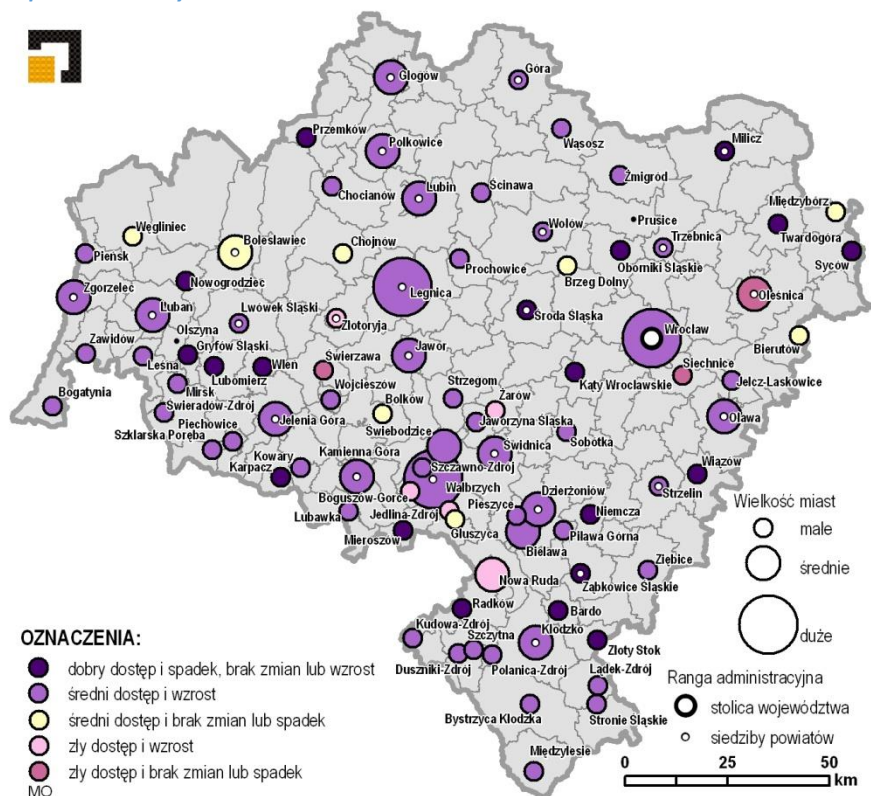 Głogów
Góra
Przemków
Polkowice
Wąsosz
Milicz
Żmigród
Chocianów
Lubin
Ścinawa
Międzybórz
Prusice
Twardogóra
Węgliniec
Bolesławiec
Chojnów
Wołów
Trzebnica
Pieńsk
Prochowice
Oborniki Śląskie
Syców
Brzeg Dolny
Nowogrodziec
Zgorzelec
Legnica
Oleśnica
Lubań
Lwówek Śląski
Złotoryja
Środa Śląska
Wrocław
Olszyna
Zawidów
Gryfów Śląski
Jawor
Bierutów
Leśna
Lubomierz
Wleń
Świerzawa
Siechnice
Mirsk
Kąty Wrocławskie
Jelcz-Laskowice
Wojcieszów
Strzegom
Żarów
Bogatynia
Świeradów-Zdrój
Bolków
Jaworzyna Śląska
Oława
Piechowice
Jelenia Góra
Świebodzice
Sobótka
Szklarska Poręba
Kamienna Góra
Świdnica
Kowary
Szczawno-Zdrój
Karpacz
Wałbrzych
Wiązów
Boguszów-Gorce
Pieszyce
Dzierżoniów
Strzelin
Wielkość miast
Lubawka
Jedlina-Zdrój
Niemcza
małe
Mieroszów
Głuszyca
Piława Górna
Bielawa
średnie
Ziębice
Nowa Ruda
Ząbkowice Śląskie
Radków
Bardo
duże
Kudowa-Zdrój
Szczytna
Kłodzko
Złoty Stok
Duszniki-Zdrój
Polanica-Zdrój
Lądek-Zdrój
Ranga administracyjna
Bystrzyca Kłodzka
Stronie Śląskie
stolica województwa
siedziby powiatów
Międzylesie
0 25 50
km
OZNACZENIA:
dobry dostęp i spadek, brak zmian lub wzrost
średni dostęp i wzrost
średni dostęp i brak zmian lub spadek
zły dostęp i wzrost
zły dostęp i brak zmian lub spadek
MO